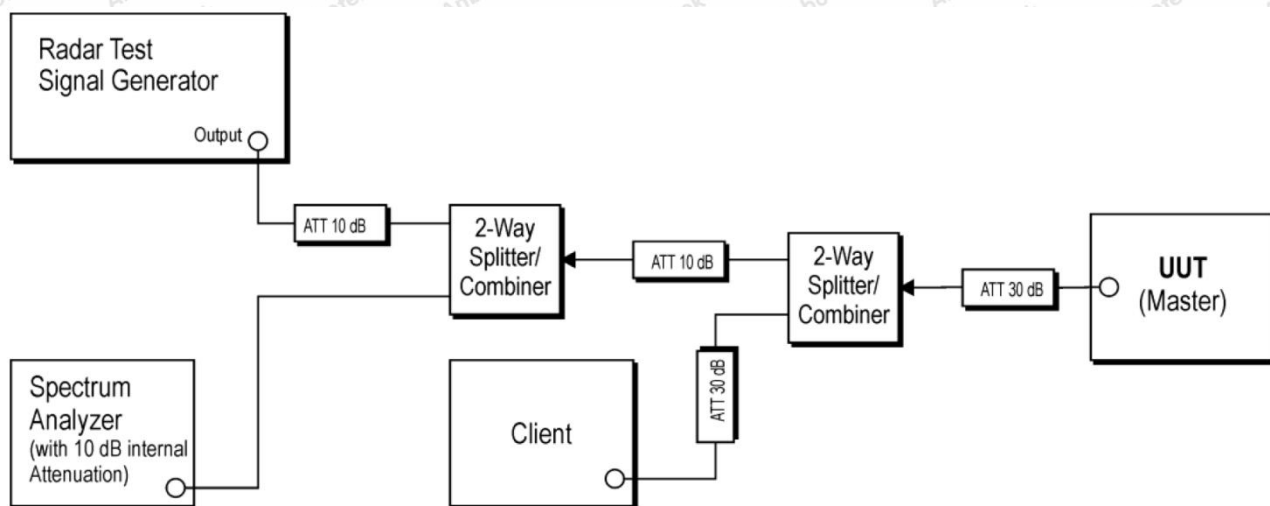 Radar Test
Signal Generator
Output
ATT 10 dB
2-Way
Splitter/
Combiner
ATT 10 dB
2-Way
Splitter/
Combiner
ATT 30 dB
UUT
(Master)
Spectrum
Analyzer
(with 10 dB internal
Attenuation)
Client
ATT 30 dB